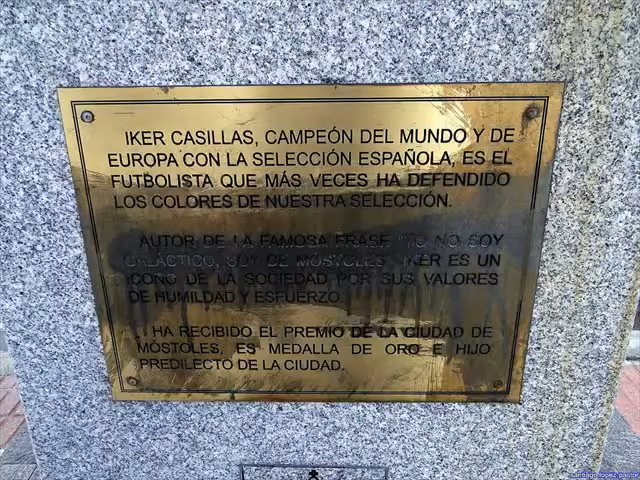 IKER CASILLAS, CAMPEÓN DEL MUNDO Y DE
EUROPA CON LA SELECCIÓN ESPAÑOLA, ES EL
FUTBOLISTA QUE MÁS VECES HA DEFENDIDO
LOS COLORES DE NUESTRA SELECCIÓN.
AUTOR DE LA FAMOSA FRASE "YO NO SOY
GALÁCTICO, SOY DE MÓSTOLES", IKER ES UN
ICONO DE LA SOCIEDAD POR SUS VALORES
DE HUMILDAD Y ESFUERZO.
HA RECIBIDO EL PREMIO DE LA CIUDAD DE
MÓSTOLES, ES MEDALLA DE ORO E HIJO
PREDILECTO DE LA CIUDAD.